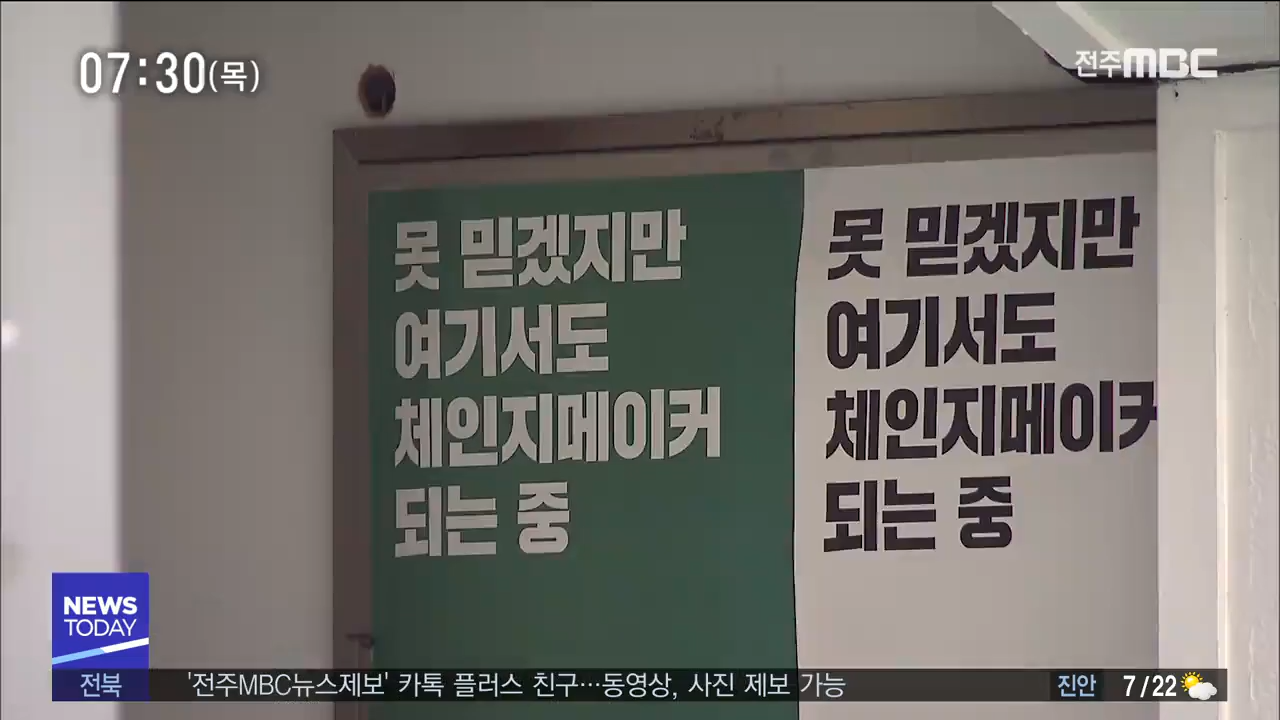 07:30(목)
전주MBC
못 믿겠지만
여기서도
체인지메이커
되는 중
못 믿겠지만
여기서도
체인지메이커
되는 중
NEWS
TODAY
전북
'전주MBC뉴스제보' 카톡 플러스 친구…동영상, 사진 제보 가능
진안 7/22